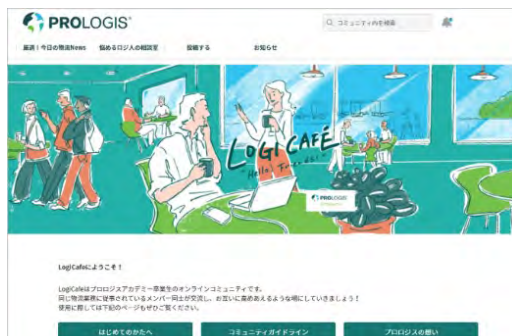 PROLOGIS
コミュニティ内を検索
厳選！今日の物流News 悩めるロジ人の相談室 投稿する お知らせ
LOGI CAFÉ
PROLOGIS
LogiCafeにようこそ！
LogiCafeはプロロジスアカデミー卒業生のオンラインコミュニティです。
同じ物流業務に従事されているメンバー同士が交流し、お互いに高めあえるような場にしていきましょう！
使用に際しては下記のページもぜひご覧ください。
はじめてのかたへ コミュニティガイドライン プロロジスの想い